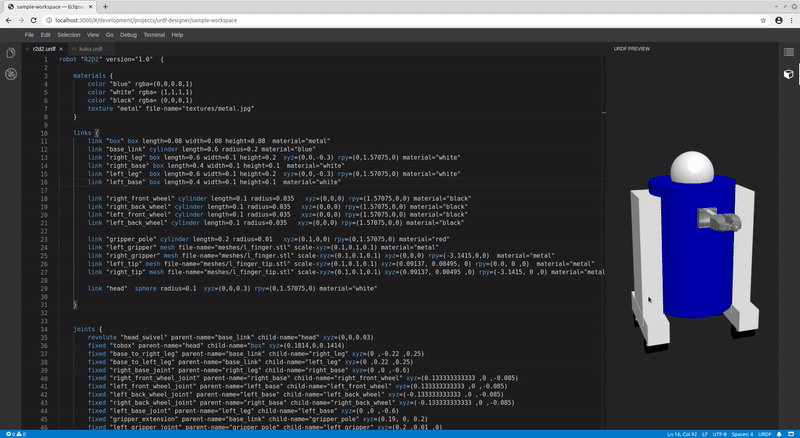 sample-workspace — Eclips
localhost:3000/#/development/projects/urdf-designer/sample-workspace
File Edit Selection View Go Debug Terminal Help
r2d2.urdf kuka.urdf
URDF PREVIEW
1 robot "R2D2" version="1.0" {
2
3 materials {
4 color "blue" rgba=(0,0,0.8,1)
5 color "white" rgba= (1,1,1,1)
6 color "black" rgba= (0,0,0,1)
7 texture "metal" file-name="textures/metal.jpg"
8 }
9
10 links {
11 link "box" box length=0.08 width=0.08 height=0.08 material="metal"
12 link "base_link" cylinder length=0.6 radius=0.2 material="blue"
13 link "right_leg" box length=0.6 width=0.1 height=0.2 xyz=(0,0,-0.3) rpy=(0,1.57075,0) material="white"
14 link "right_base" box length=0.4 width=0.1 height=0.1 material="white"
15 link "left_leg" box length=0.6 width=0.1 height=0.2 xyz=(0,0,-0.3) rpy=(0,1.57075,0) material="white"
16 link "left_base" box length=0.4 width=0.1 height=0.1 material="white"
17
18 link "right_front_wheel" cylinder length=0.1 radius=0.035 xyz=(0,0,0) rpy=(1.57075,0,0) material="black"
19 link "right_back_wheel" cylinder length=0.1 radius=0.035 xyz=(0,0,0) rpy=(1.57075,0,0) material="black"
20 link "left_front_wheel" cylinder length=0.1 radius=0.035 xyz=(0,0,0) rpy=(1.57075,0,0) material="black"
21 link "left_back_wheel" cylinder length=0.1 radius=0.035 xyz=(0,0,0) rpy=(1.57075,0,0) material="black"
22
23 link "gripper_pole" cylinder length=0.2 radius=0.01 xyz=(0.1,0,0) rpy=(0,1.57075,0) material="red"
24 link "left_gripper" mesh file-name="meshes/l_finger.stl" scale-xyz=(0.1,0.1,0.1) material="metal"
25 link "right_gripper" mesh file-name="meshes/l_finger.stl" scale-xyz=(0.1,0.1,0.1) xyz=(0,0,0) rpy=(-3.1415,0,0) material="metal"
26 link "left_tip" mesh file-name="meshes/l_finger_tip.stl" scale-xyz=(0.1,0.1,0.1) xyz=(0.09137, 0.00495, 0) rpy=(0,0 ,0) material="metal"
27 link "right_tip" mesh file-name="meshes/l_finger_tip.stl" scale-xyz=(0.1,0.1,0.1) xyz=(0.09137, 0.00495 ,0) rpy=(-3.1415, 0 ,0) material="metal
28
29 link "head" sphere radius=0.1 xyz=(0,0,0.3) rpy=(0,1.57075,0) material="white"
30
31 }
32
33
34 joints {
35 revolute "head_swivel" parent-name="base_link" child-name="head" xyz=(0,0,0.03)
36 fixed "tobox" parent-name="head" child-name="box" xyz=(0.1814,0,0.1414)
37 fixed "base_to_right_leg" parent-name="base_link" child-name="right_leg" xyz=(0 ,-0.22 ,0.25)
38 fixed "base_to_left_leg" parent-name="base_link" child-name="left_leg" xyz=(0 ,0.22 ,0.25)
39 fixed "right_base_joint" parent-name="right_leg" child-name="right_base" xyz=(0 ,0 ,-0.6)
40 fixed "right_front_wheel_joint" parent-name="right_base" child-name="right_front_wheel" xyz=(0.133333333333 ,0 ,-0.085)
41 fixed "left_front_wheel_joint" parent-name="left_base" child-name="left_front_wheel" xyz=(0.133333333333 ,0 ,-0.085)
42 fixed "left_back_wheel_joint" parent-name="left_base" child-name="left_back_wheel" xyz=(-0.133333333333 ,0 ,-0.085)
43 fixed "right_back_wheel_joint" parent-name="right_base" child-name="right_back_wheel" xyz=(-0.133333333333 ,0 ,-0.085)
44 fixed "left_base_joint" parent-name="left_leg" child-name="left_base" xyz=(0 ,0 ,-0.6)
45 fixed "gripper_extension" parent-name="base_link" child-name="gripper_pole" xyz=(0.19, 0, 0.2)
46 fixed "left_gripper_joint" parent-name="gripper_pole" child-name="left_gripper" xyz=(0.2 ,0.01 ,0)
0 0 Ln 16, Col 92 LF UTF-8 Spaces: 4 URDF